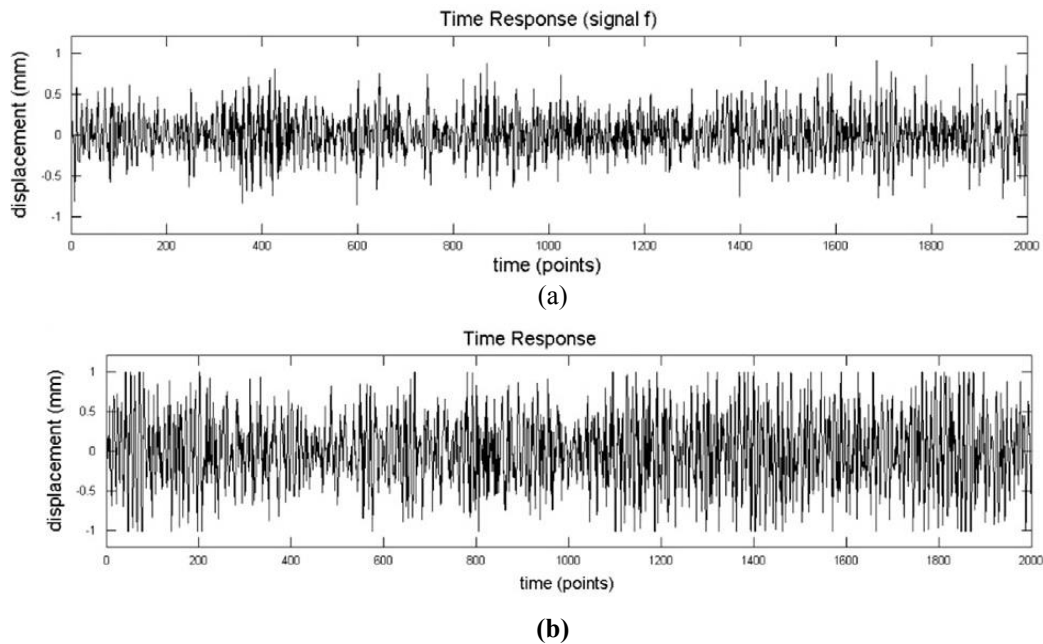 Time Response (signal f)
displacement (mm)
1
0.5
0
-0.5
-1
0 200 400 600 800 1000 1200 1400 1600 1800 2000
time (points)
(a)
Time Response
displacement (mm)
1
0.5
0
-0.5
-1
0 200 400 600 800 1000 1200 1400 1600 1800 2000
time (points)
(b)